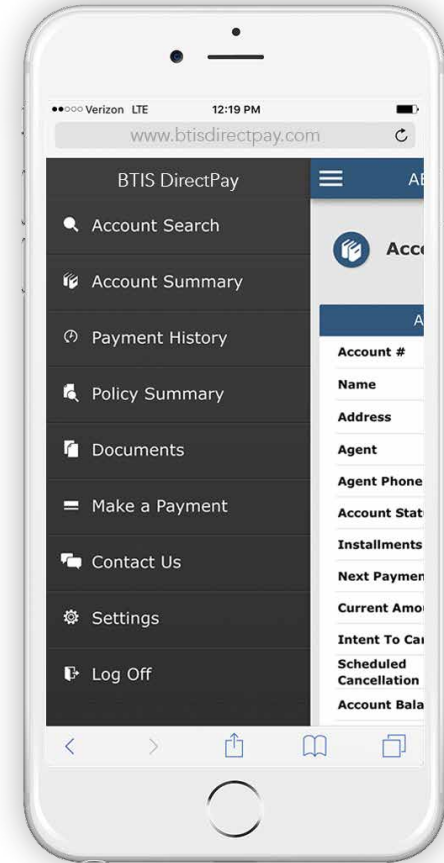 Verizon LTE 12:19 PM
www.btisdirectpay.com
BTIS DirectPay
Account Search
Account Summary
Payment History
Policy Summary
Documents
Make a Payment
Contact Us
Settings
Log Off
Account #
Name
Address
Agent
Agent Phone
Installments
Scheduled
Cancellation